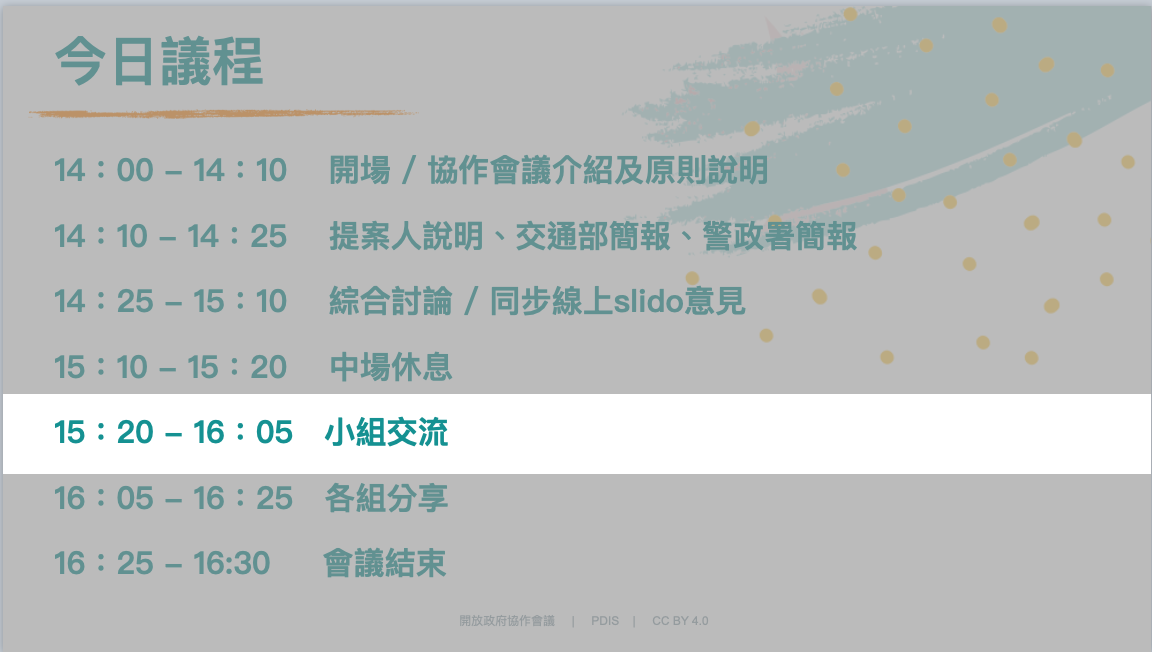 今日議程
14：00 – 14：10 開場 / 協作會議介紹及原則說明
14：10 – 14：25 提案人說明、交通部簡報、警政署簡報
14：25 – 15：10 綜合討論 / 同步線上slido意見
15：10 – 15：20 中場休息
15：20 – 16：05 小組交流
16：05 – 16：25 各組分享
16：25 – 16:30 會議結束
開放政府協作會議 | PDIS | CC BY 4.0